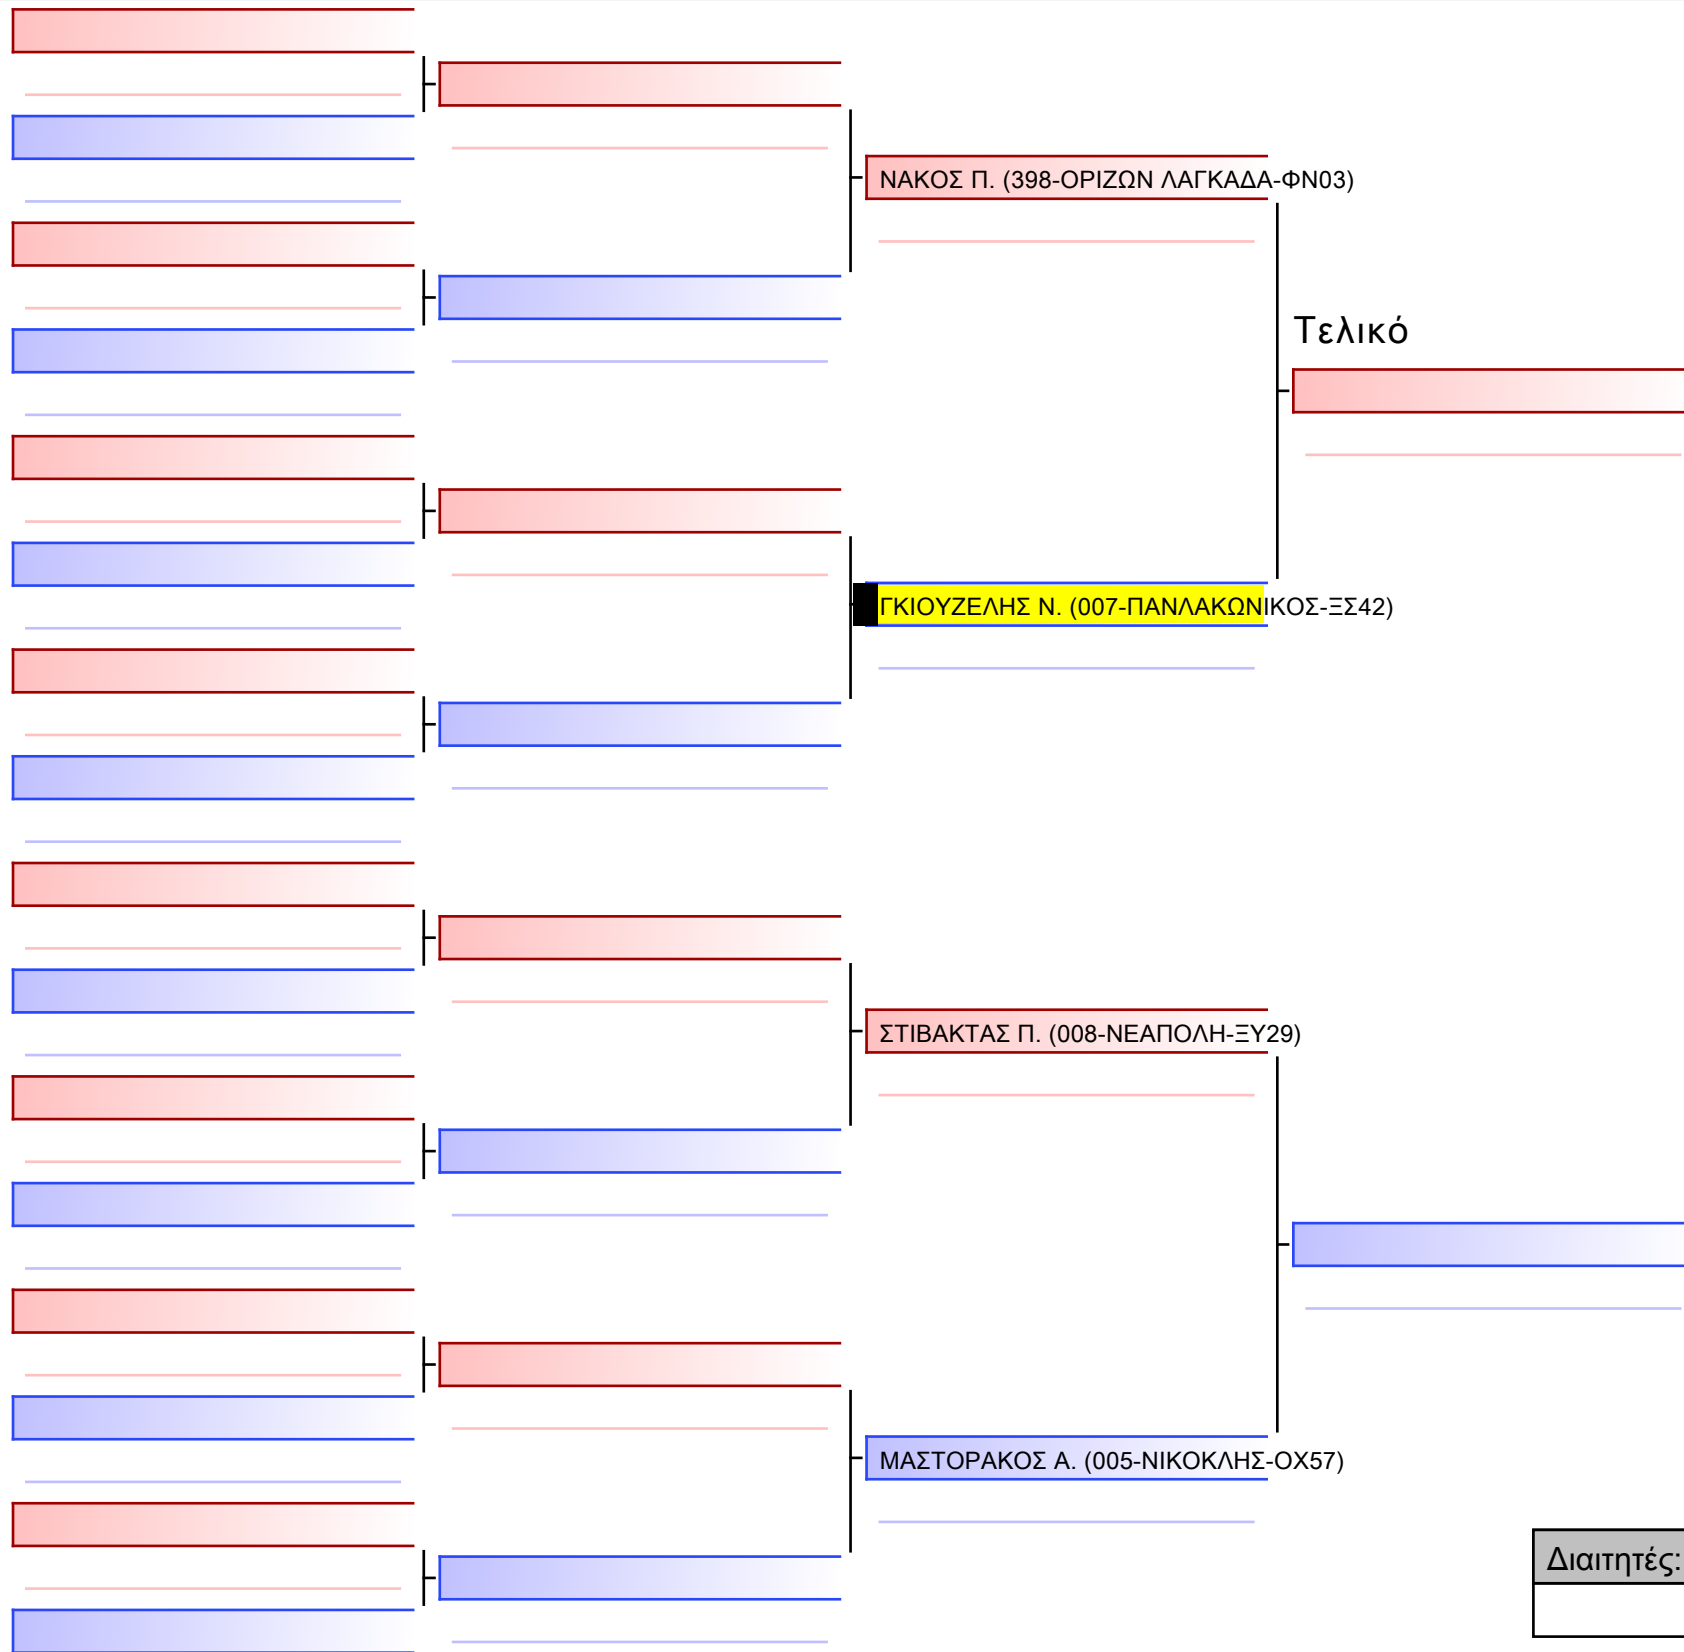 ΝΑΚΟΣ Π. (398-ΟΡΙΖΩΝ ΛΑΓΚΑΔΑ-ΦΝ03)
Τελικό
ΓΚΙΟΥΖΕΛΗΣ Ν. (007-ΠΑΝΛΑΚΩΝΙΚΟΣ-ΞΣ42)
ΣΤΙΒΑΚΤΑΣ Π. (008-ΝΕΑΠΟΛΗ-ΞΥ29)
ΜΑΣΤΟΡΑΚΟΣ Α. (005-ΝΙΚΟΚΛΗΣ-ΟΧ57)
Διαιτητές: